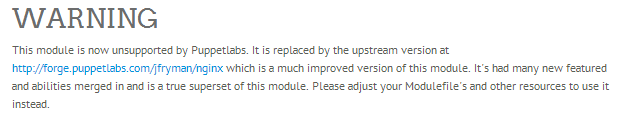 WARNING
This module is now unsupported by Puppetlabs. It is replaced by the upstream version at
http://forge.puppetlabs.com/jfryman/nginx which is a much improved version of this module. It's had many new featured
and abilities merged in and is a true superset of this module. Please adjust your Modulefile's and other resources to use it
instead.